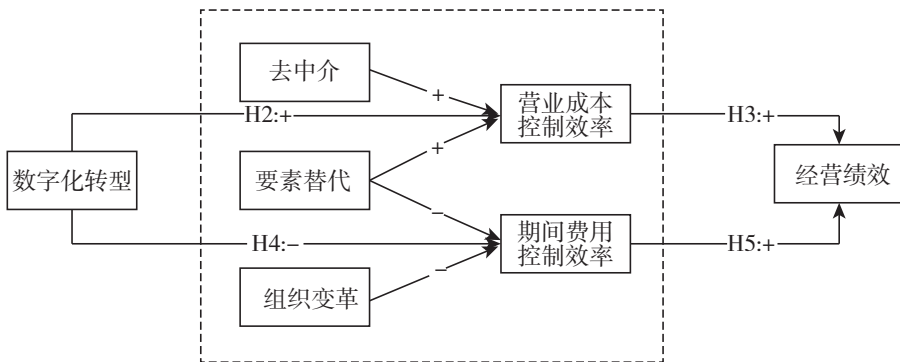 去中介
+
营业成本
控制效率
H2:+
H3:+
+
数字化转型
要素替代
经营绩效
−
期间费用
控制效率
H4:−
H5:+
−
组织变革